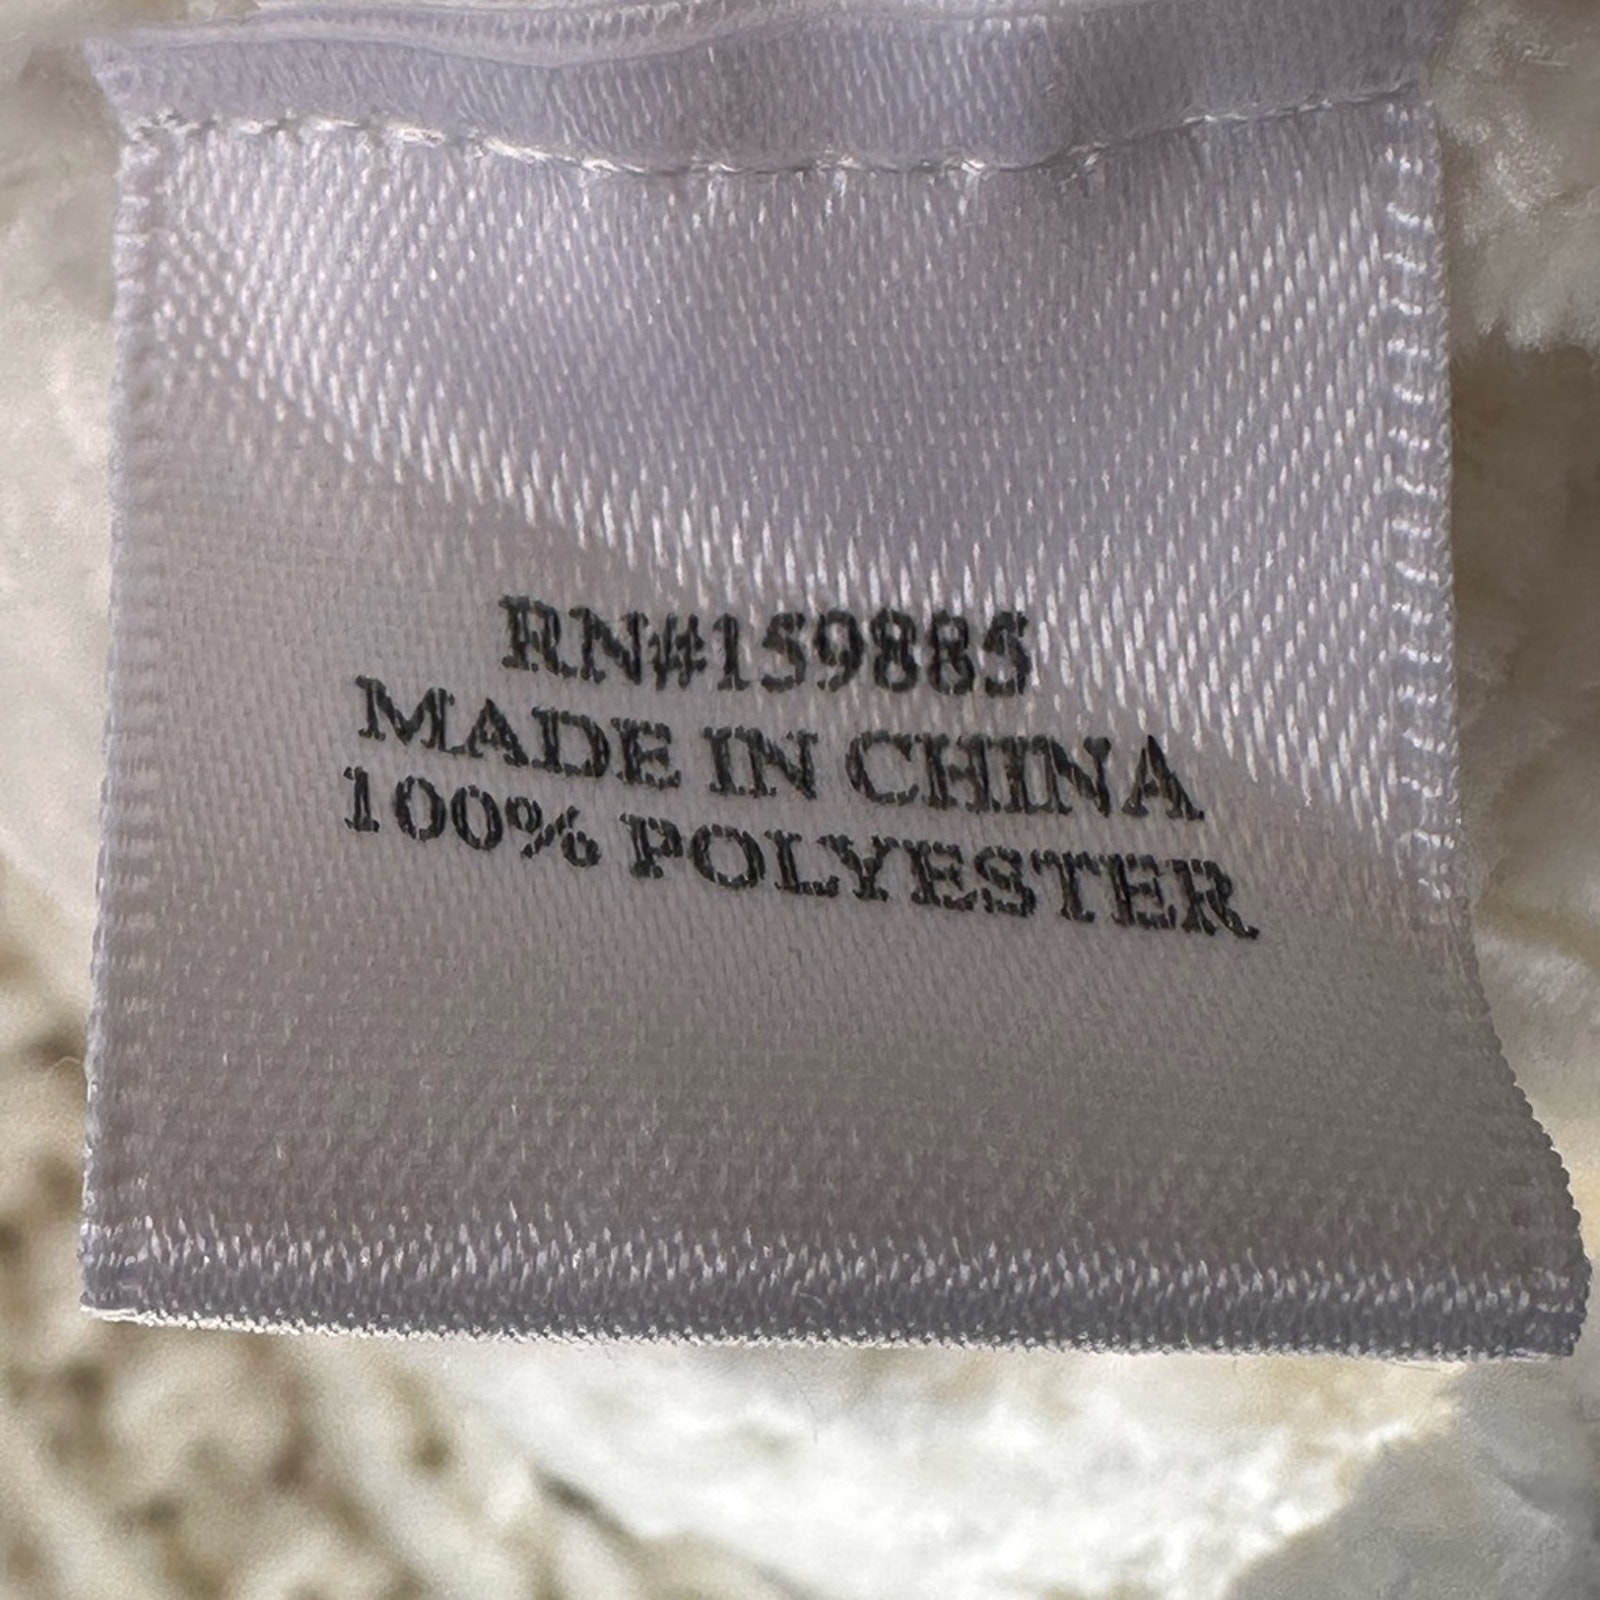 RN#159885
MADE IN CHINA
100% POLYESTER